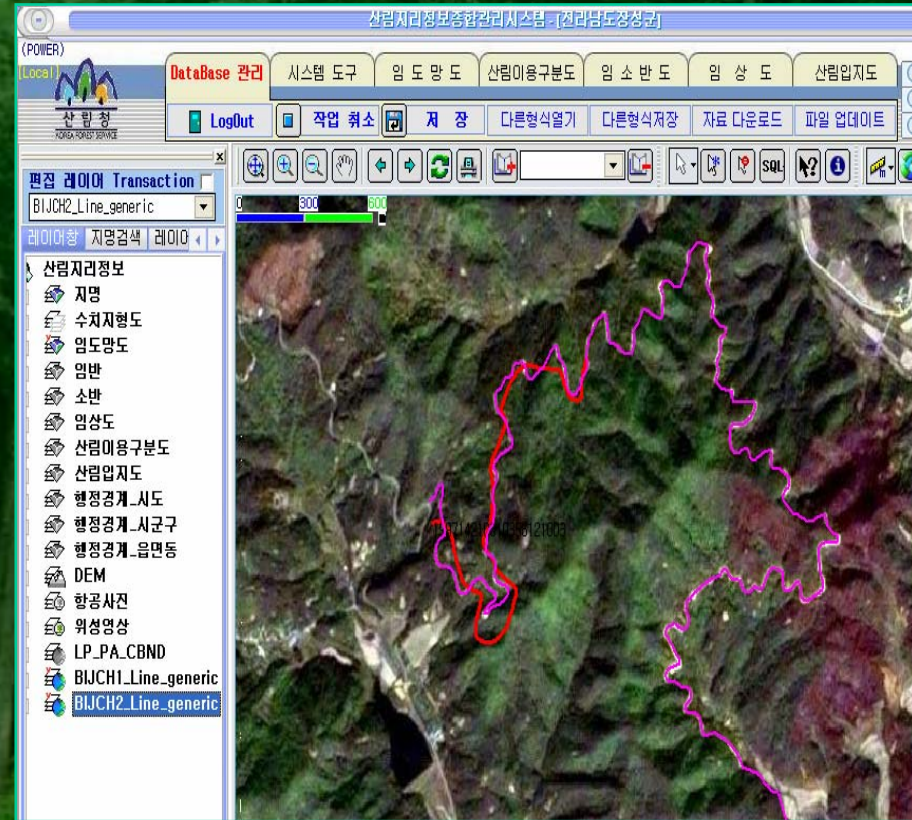 산림지리정보종합관리시스템 - [전라남도장성군]
(POWER)
(Local)
산림청
KOREA FOREST SERVICE
DataBase 관리
시스템 도구
임 도 망 도
산림이용구분도
임 소 반 도
임 상 도
산림입지도
LogOut
작업 취소
저 장
다른형식열기
다른형식저장
자료 다운로드
파일 업데이트
편집 레이어 Transaction
BIJCH2_Line_generic
SQL
레이어창
지명검색
레이어
0 300 600
산림지리정보
지명
수치지형도
임도망도
임반
소반
임상도
산림이용구분도
산림입지도
행정경계_시도
행정경계_시군구
행정경계_읍면동
DEM
항공사진
위성영상
LP_PA_CBND
BIJCH1_Line_generic
BIJCH2_Line_generic